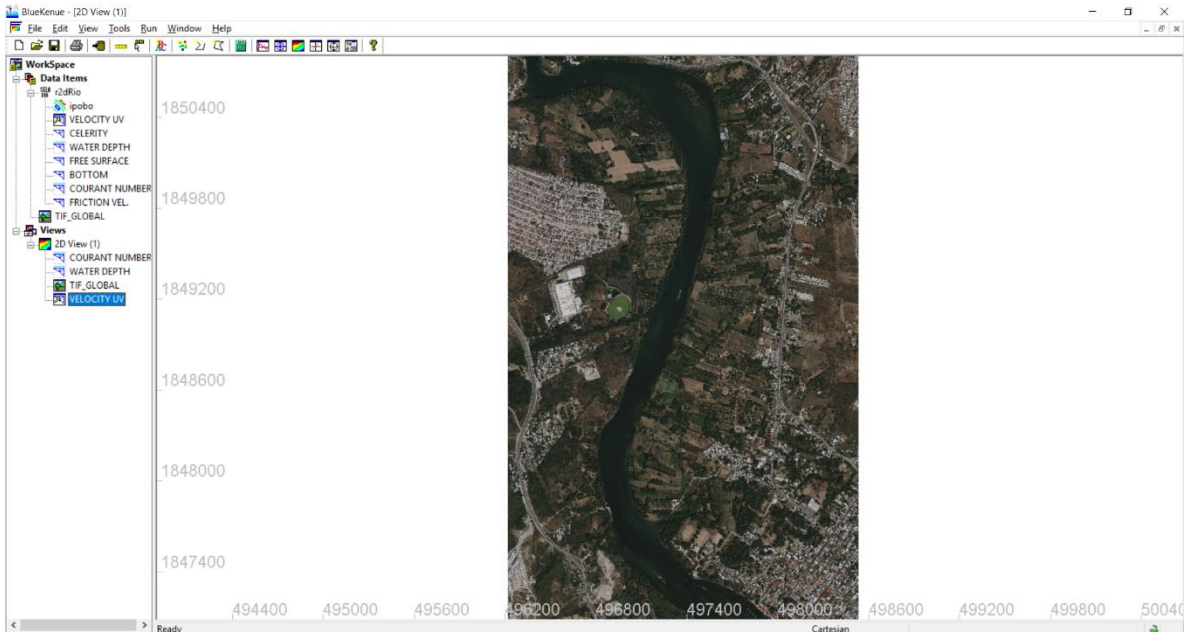 BlueKenue - [2D View (1)]
File Edit View Tools Run Window Help
WorkSpace
Data Items
r2dRio
ipobo
VELOCITY UV
CELERITY
WATER DEPTH
FREE SURFACE
BOTTOM
COURANT NUMBER
FRICTION VEL.
TIF_GLOBAL
Views
2D View (1)
COURANT NUMBER
WATER DEPTH
TIF_GLOBAL
VELOCITY UV
1850400
1849800
1849200
1848600
1848000
1847400
494400 495000 495600 496200 496800 497400 498000 498600 499200 499800 50040
Ready Cartesian